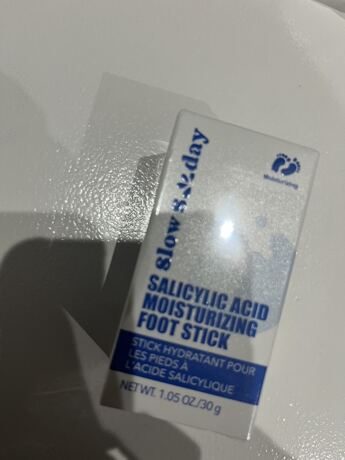 Moisturizing
slow sunday
SALICYLIC ACID
MOISTURIZING
FOOT STICK
STICK HYDRATANT POUR
LES PIEDS À
L'ACIDE SALICYLIQUE
NET WT. 1.05 OZ./30 g